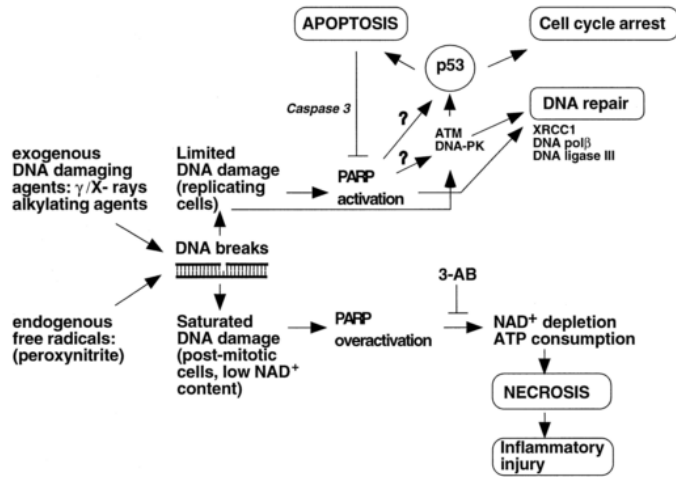 APOPTOSIS
Cell cycle arrest
p53
Caspase 3
?
?
ATM
DNA-PK
DNA repair
XRCC1
DNA polβ
DNA ligase III
exogenous
DNA damaging
agents: γ/X- rays
alkylating agents
Limited
DNA damage
(replicating
cells)
PARP
activation
DNA breaks
endogenous
free radicals:
(peroxynitrite)
Saturated
DNA damage
(post-mitotic
cells, low NAD+
content)
PARP
overactivation
3-AB
NAD+ depletion
ATP consumption
NECROSIS
Inflammatory
injury